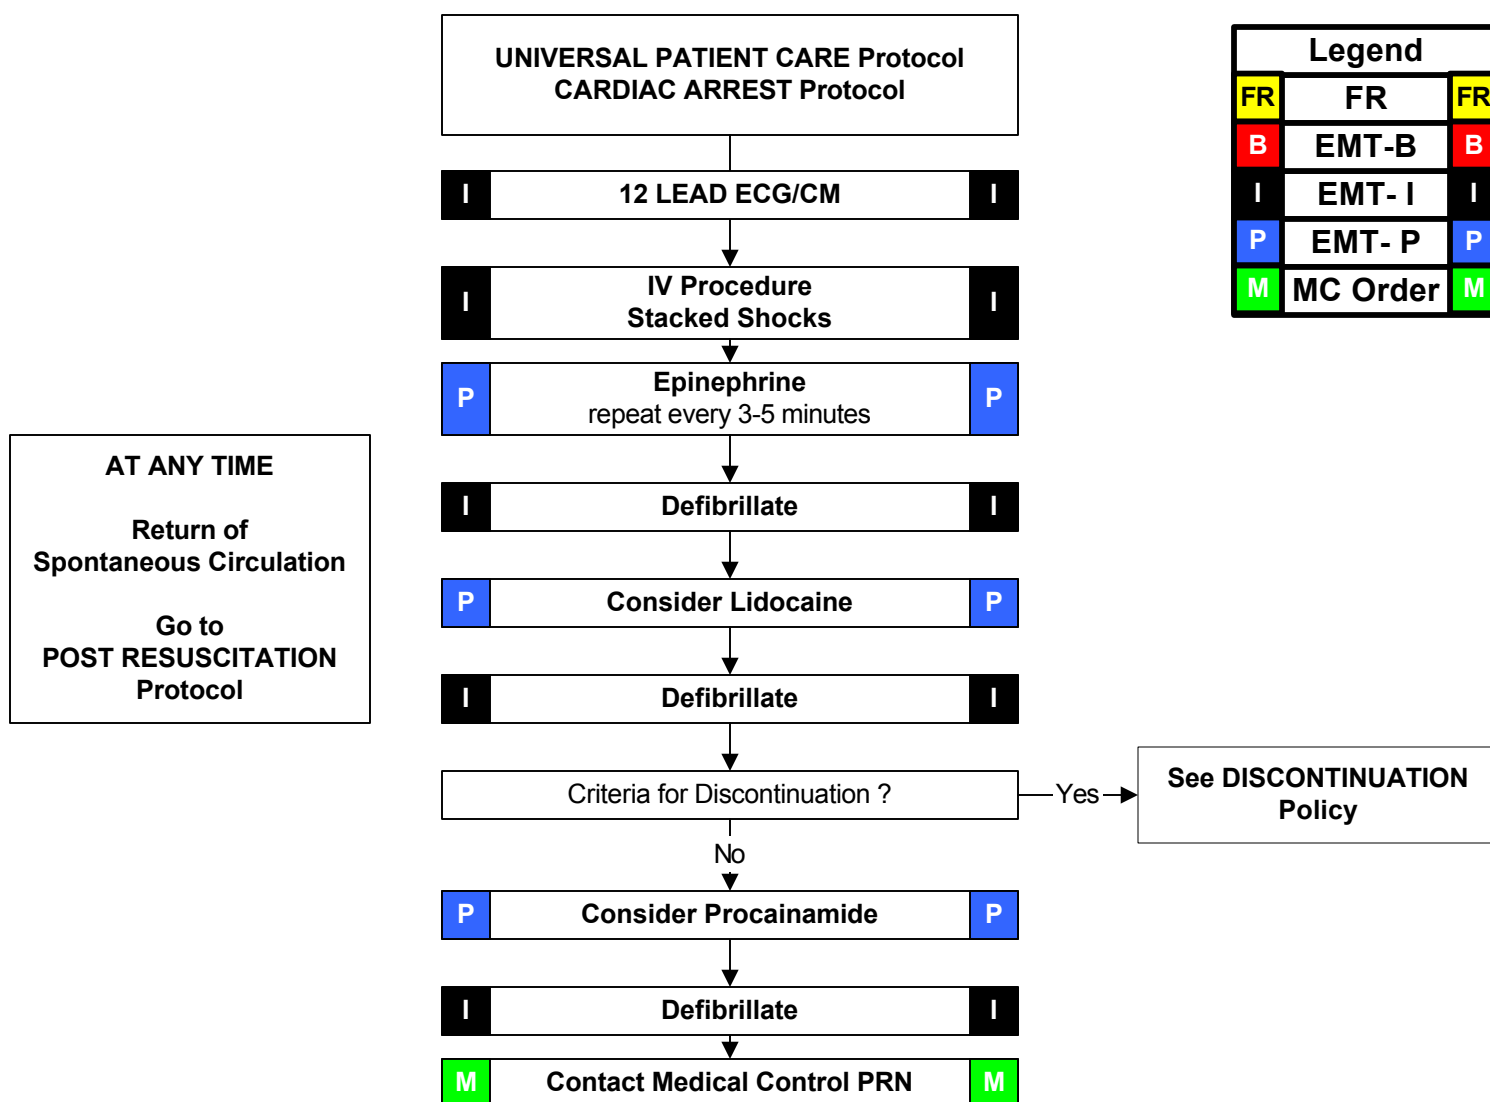 UNIVERSAL PATIENT CARE Protocol
CARDIAC ARREST Protocol
Legend
FR FR FR
B EMT-B B
I EMT- I I
P EMT- P P
M MC Order M
I 12 LEAD ECG/CM I
I IV Procedure I
Stacked Shocks
P Epinephrine P
repeat every 3-5 minutes
AT ANY TIME
Return of
Spontaneous Circulation
Go to
POST RESUSCITATION
Protocol
I Defibrillate I
P Consider Lidocaine P
I Defibrillate I
Criteria for Discontinuation ?
Yes
See DISCONTINUATION
Policy
No
P Consider Procainamide P
I Defibrillate I
M Contact Medical Control PRN M